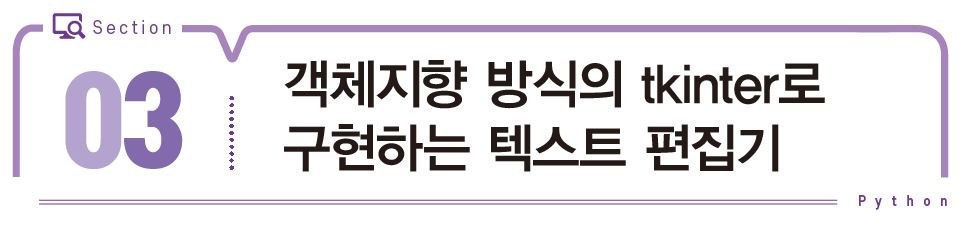 Section
03
객체지향 방식의 tkinter로
구현하는 텍스트 편집기
Python